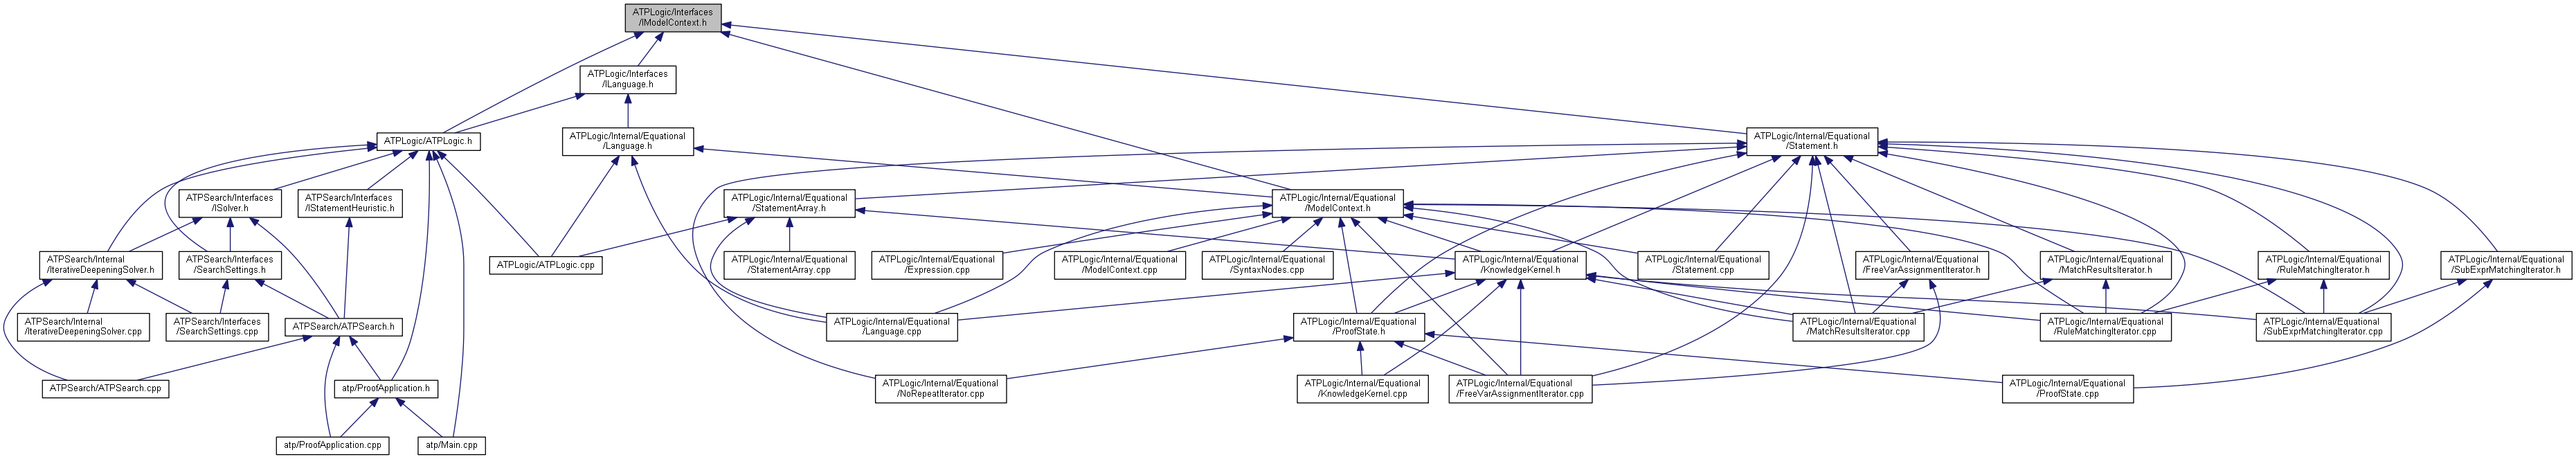 ATPLogic/Interfaces
/IModelContext.h
ATPLogic/Interfaces
/ILanguage.h
ATPLogic/ATPLogic.h
ATPLogic/Internal/Equational
/Language.h
ATPLogic/Internal/Equational
/Statement.h
ATPSearch/Interfaces
/ISolver.h
ATPSearch/Interfaces
/IStatementHeuristic.h
ATPLogic/Internal/Equational
/StatementArray.h
ATPLogic/Internal/Equational
/ModelContext.h
ATPSearch/Internal
/IterativeDeepeningSolver.h
ATPSearch/Interfaces
/SearchSettings.h
ATPLogic/ATPLogic.cpp
ATPLogic/Internal/Equational
/StatementArray.cpp
ATPLogic/Internal/Equational
/Expression.cpp
ATPLogic/Internal/Equational
/ModelContext.cpp
ATPLogic/Internal/Equational
/SyntaxNodes.cpp
ATPLogic/Internal/Equational
/KnowledgeKernel.h
ATPLogic/Internal/Equational
/Statement.cpp
ATPLogic/Internal/Equational
/FreeVarAssignmentIterator.h
ATPLogic/Internal/Equational
/MatchResultsIterator.h
ATPLogic/Internal/Equational
/RuleMatchingIterator.h
ATPLogic/Internal/Equational
/SubExprMatchingIterator.h
ATPSearch/Internal
/IterativeDeepeningSolver.cpp
ATPSearch/Interfaces
/SearchSettings.cpp
ATPSearch/ATPSearch.h
ATPLogic/Internal/Equational
/Language.cpp
ATPLogic/Internal/Equational
/ProofState.h
ATPLogic/Internal/Equational
/MatchResultsIterator.cpp
ATPLogic/Internal/Equational
/RuleMatchingIterator.cpp
ATPLogic/Internal/Equational
/SubExprMatchingIterator.cpp
ATPSearch/ATPSearch.cpp
atp/ProofApplication.h
ATPLogic/Internal/Equational
/NoRepeatIterator.cpp
ATPLogic/Internal/Equational
/KnowledgeKernel.cpp
ATPLogic/Internal/Equational
/FreeVarAssignmentIterator.cpp
ATPLogic/Internal/Equational
/ProofState.cpp
atp/ProofApplication.cpp
atp/Main.cpp